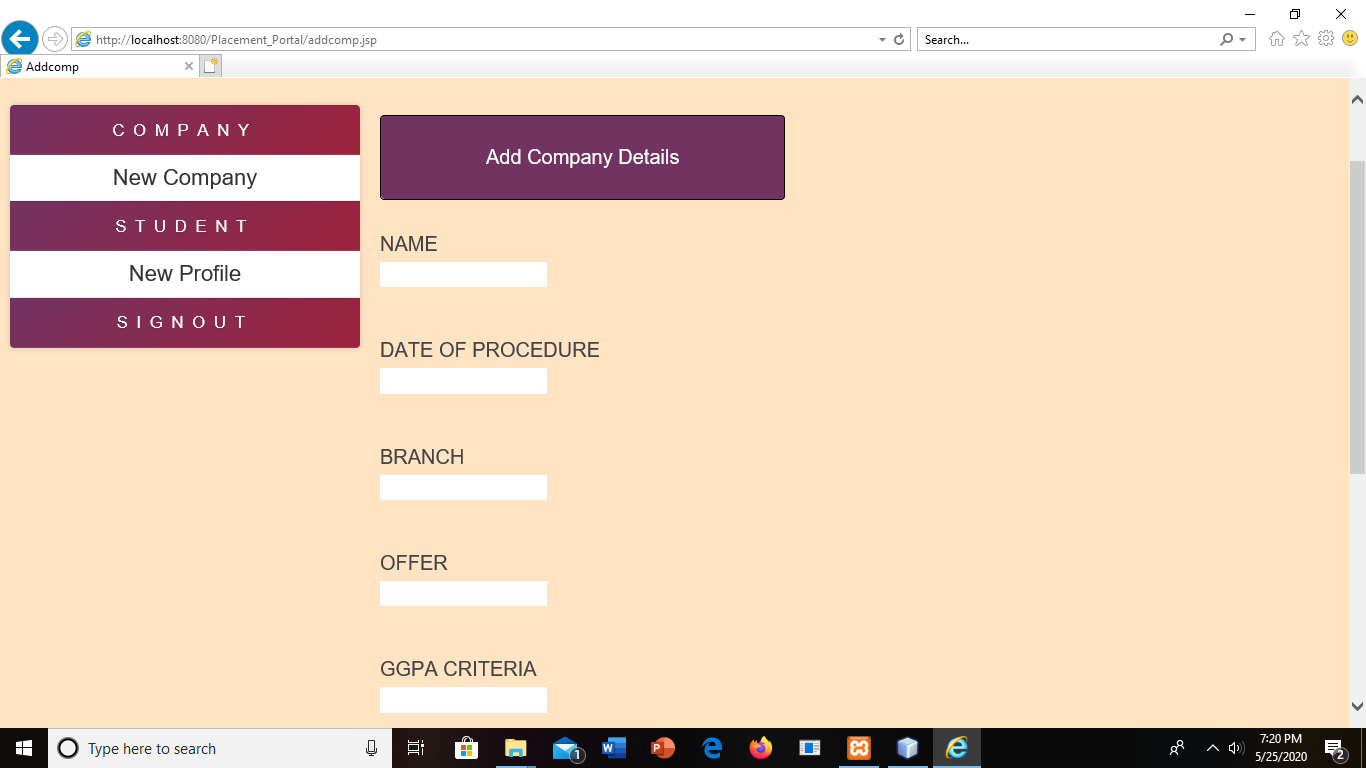 http://localhost:8080/Placement_Portal/addcomp.jsp
Search...
Addcomp
COMPANY
New Company
STUDENT
New Profile
SIGNOUT
Add Company Details
NAME
DATE OF PROCEDURE
BRANCH
OFFER
GGPA CRITERIA
Type here to search
1
7:20 PM
5/25/2020
2